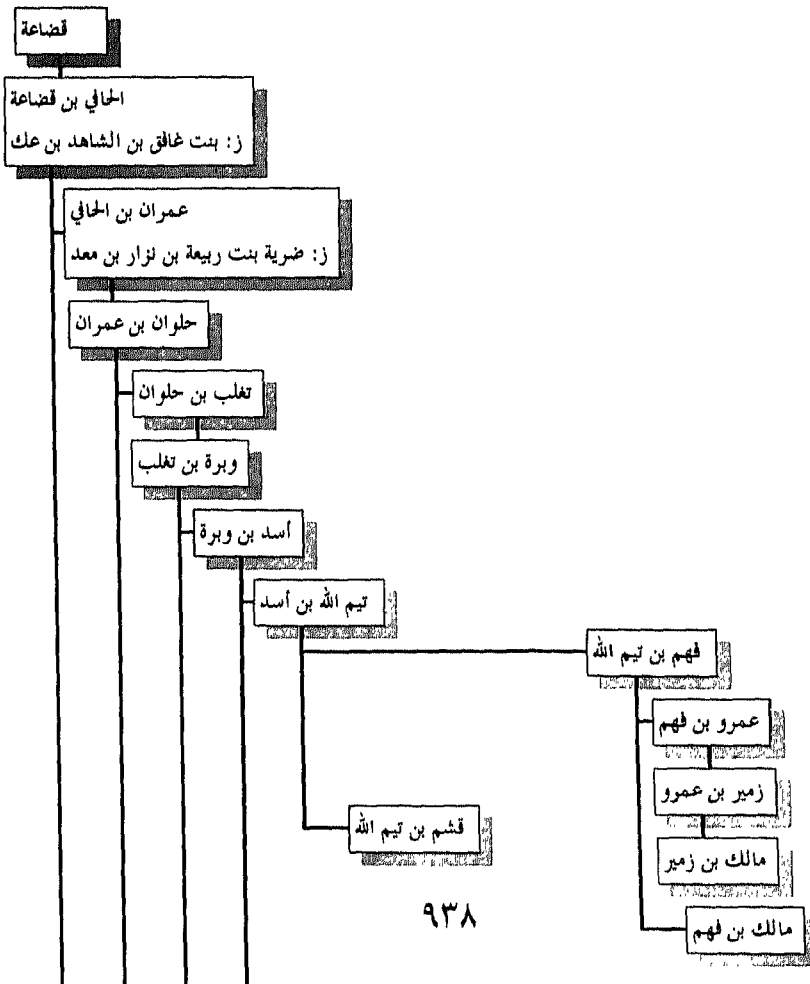 قضاعة
الحافي بن قضاعة
ز: بنت غافق بن الشاهد بن عك
عمران بن الحافي
ز: ضرية بنت ربيعة بن نزار بن معد
حلوان بن عمران
تغلب بن حلوان
وبرة بن تغلب
أسد بن وبرة
تيم الله بن أسد
فهم بن تيم الله
عمرو بن فهم
زمير بن عمرو
مالك بن زمير
قشم بن تيم الله
مالك بن فهم
٩٣٨